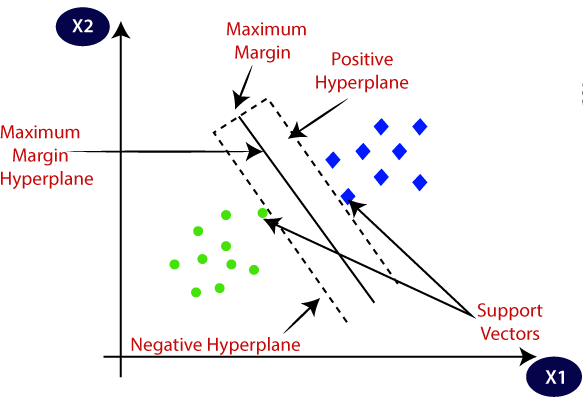 X2
Maximum
Margin
Positive
Hyperplane
Maximum
Margin
Hyperplane
Support
Vectors
Negative Hyperplane
X1